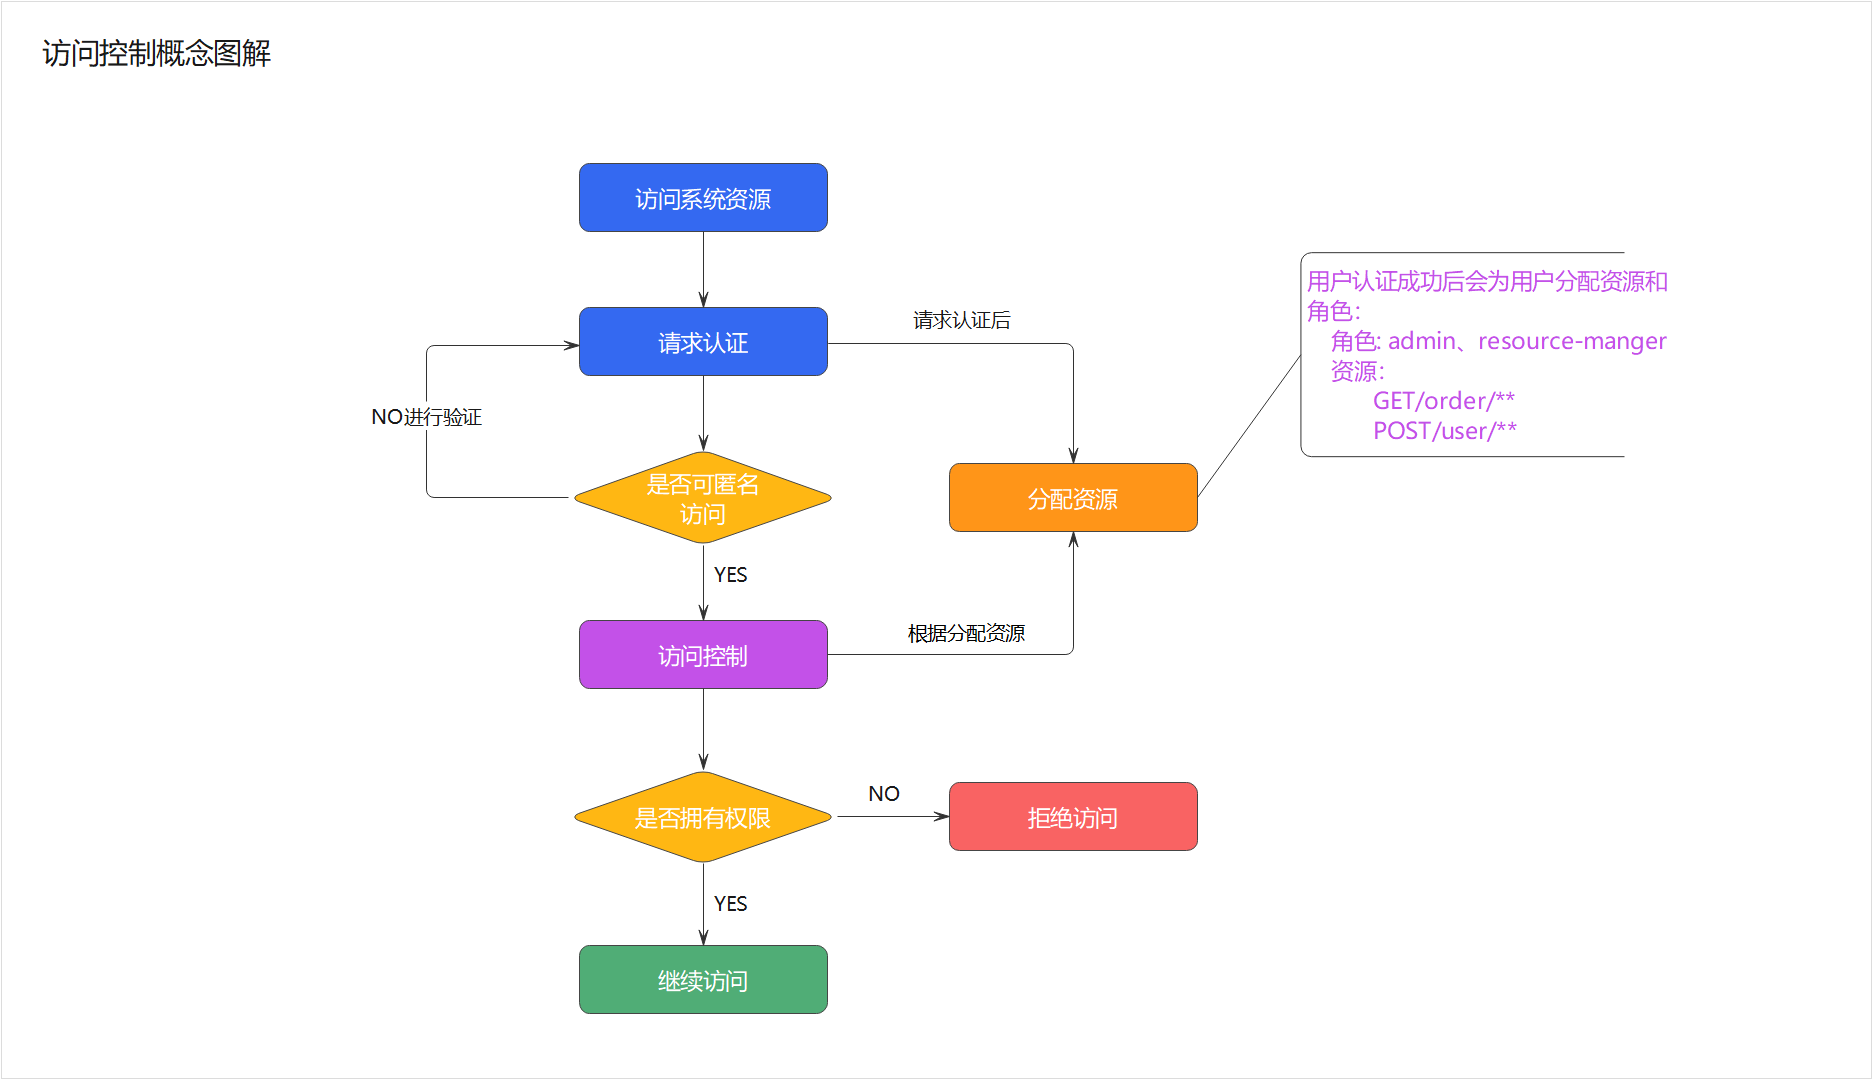 访问控制概念图解
访问系统资源
请求认证
请求认证后
NO进行验证
是否可匿名
访问
分配资源
用户认证成功后会为用户分配资源和
角色：
角色: admin、resource-manger
资源：
GET/order/**
POST/user/**
YES
访问控制
根据分配资源
是否拥有权限
NO
拒绝访问
YES
继续访问